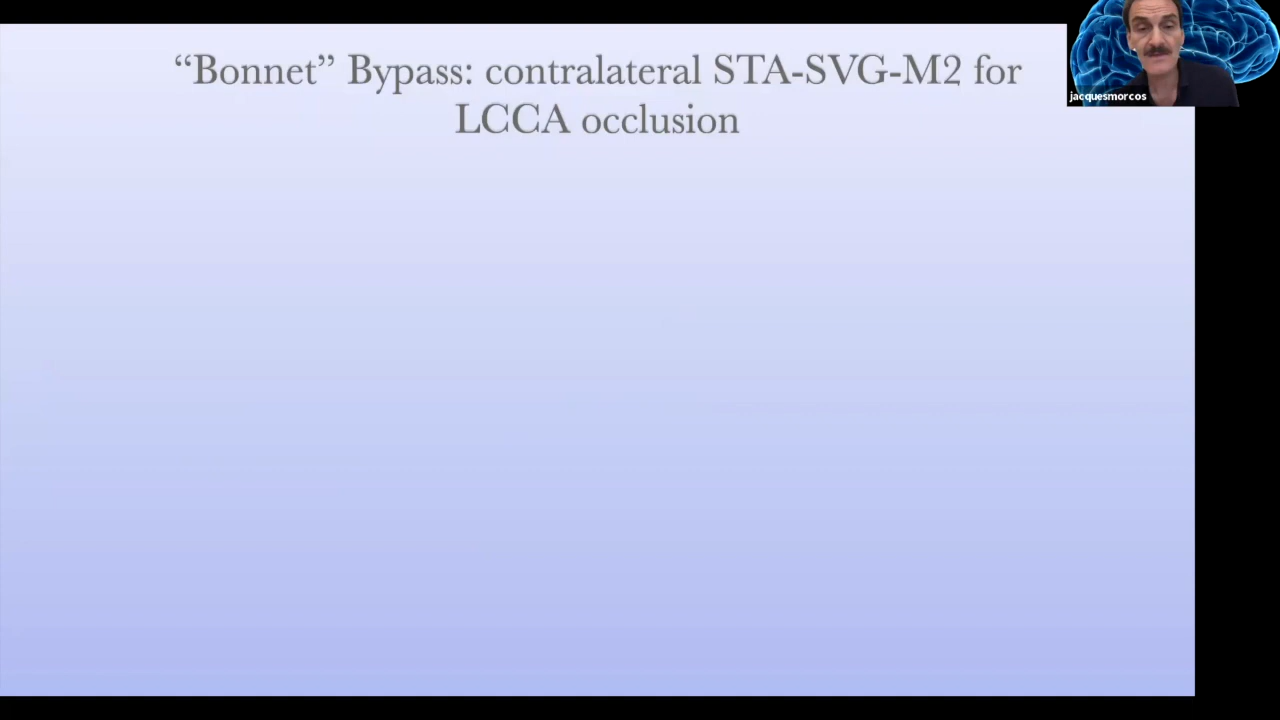 “Bonnet” Bypass: contralateral STA-SVG-M2 for
LCCA occlusion
jacquesmorcos